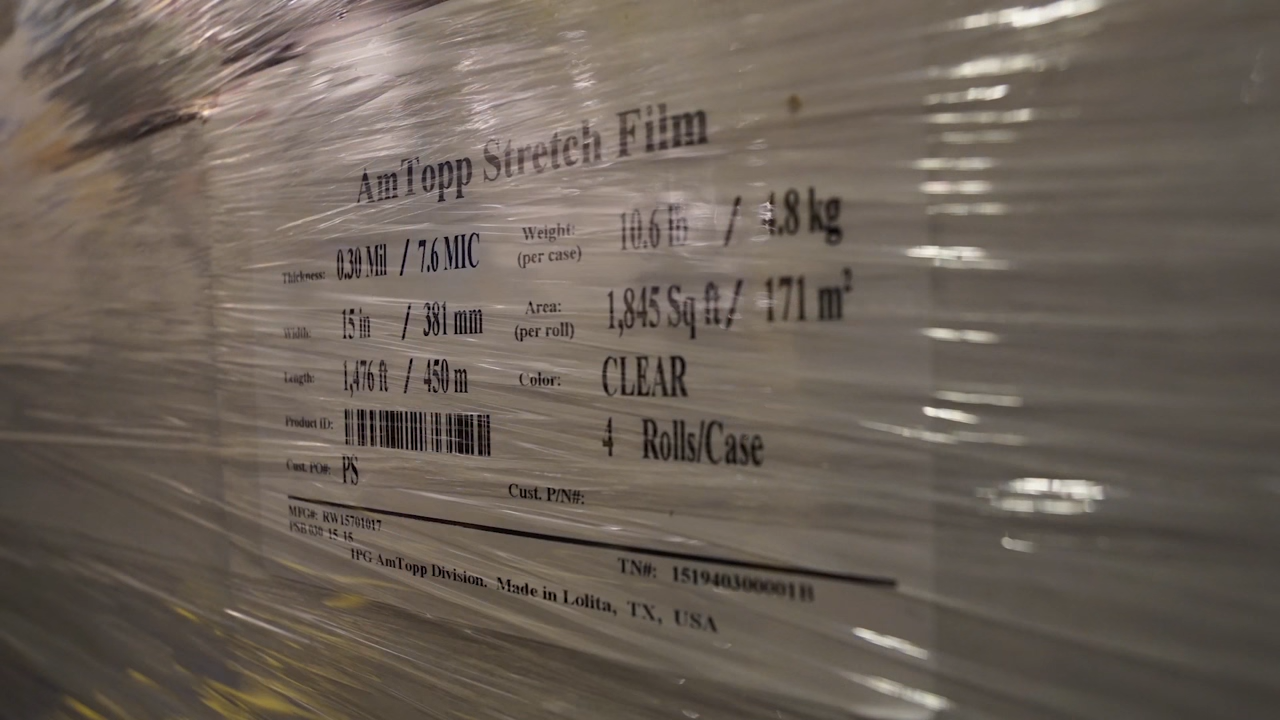 AmTopp Stretch Film
Thickness: 0.30 Mil / 7.6 MIC Weight: (per case) 10.6 lb / 4.8 kg
Width: 15 in / 381 mm Area: (per roll) 1,845 Sq ft / 171 m²
Length: 1,476 ft / 450 m Color: CLEAR
Product ID: 4 Rolls/Case
Cust. PO#: PS Cust. P/N#:
MFG#: RW15701017
15 15
TN#:
IPG AmTopp Division. Made in Lolita, TX, USA